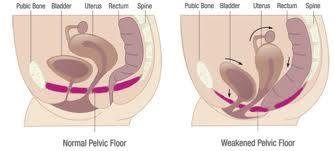 Pubic Bone Bladder Uterus Rectum Spine
Pubic Bone Bladder Uterus Rectum Spine
Normal Pelvic Floor
Weakened Pelvic Floor